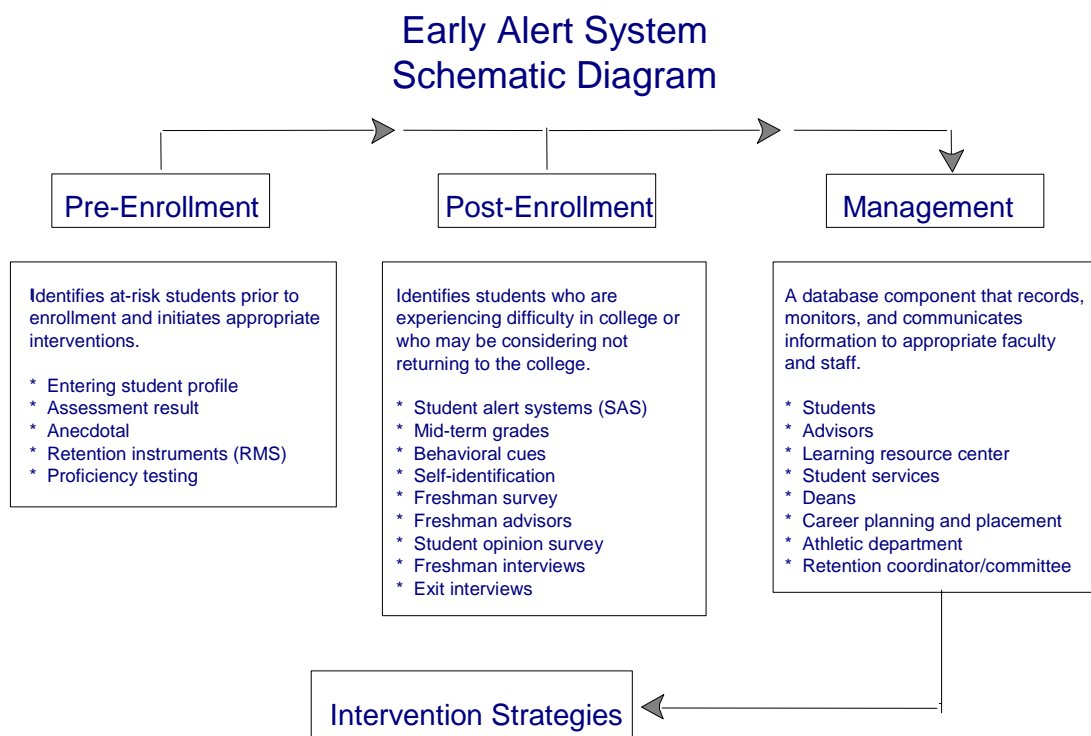 Early Alert System
Schematic Diagram
Pre-Enrollment
Post-Enrollment
Management
Identifies at-risk students prior to
enrollment and initiates appropriate
interventions.
* Entering student profile
* Assessment result
* Anecdotal
* Retention instruments (RMS)
* Proficiency testing
Identifies students who are
experiencing difficulty in college or
who may be considering not
returning to the college.
* Student alert systems (SAS)
* Mid-term grades
* Behavioral cues
* Self-identification
* Freshman survey
* Freshman advisors
* Student opinion survey
* Freshman interviews
* Exit interviews
A database component that records,
monitors, and communicates
information to appropriate faculty
and staff.
* Students
* Advisors
* Learning resource center
* Student services
* Deans
* Career planning and placement
* Athletic department
* Retention coordinator/committee
Intervention Strategies